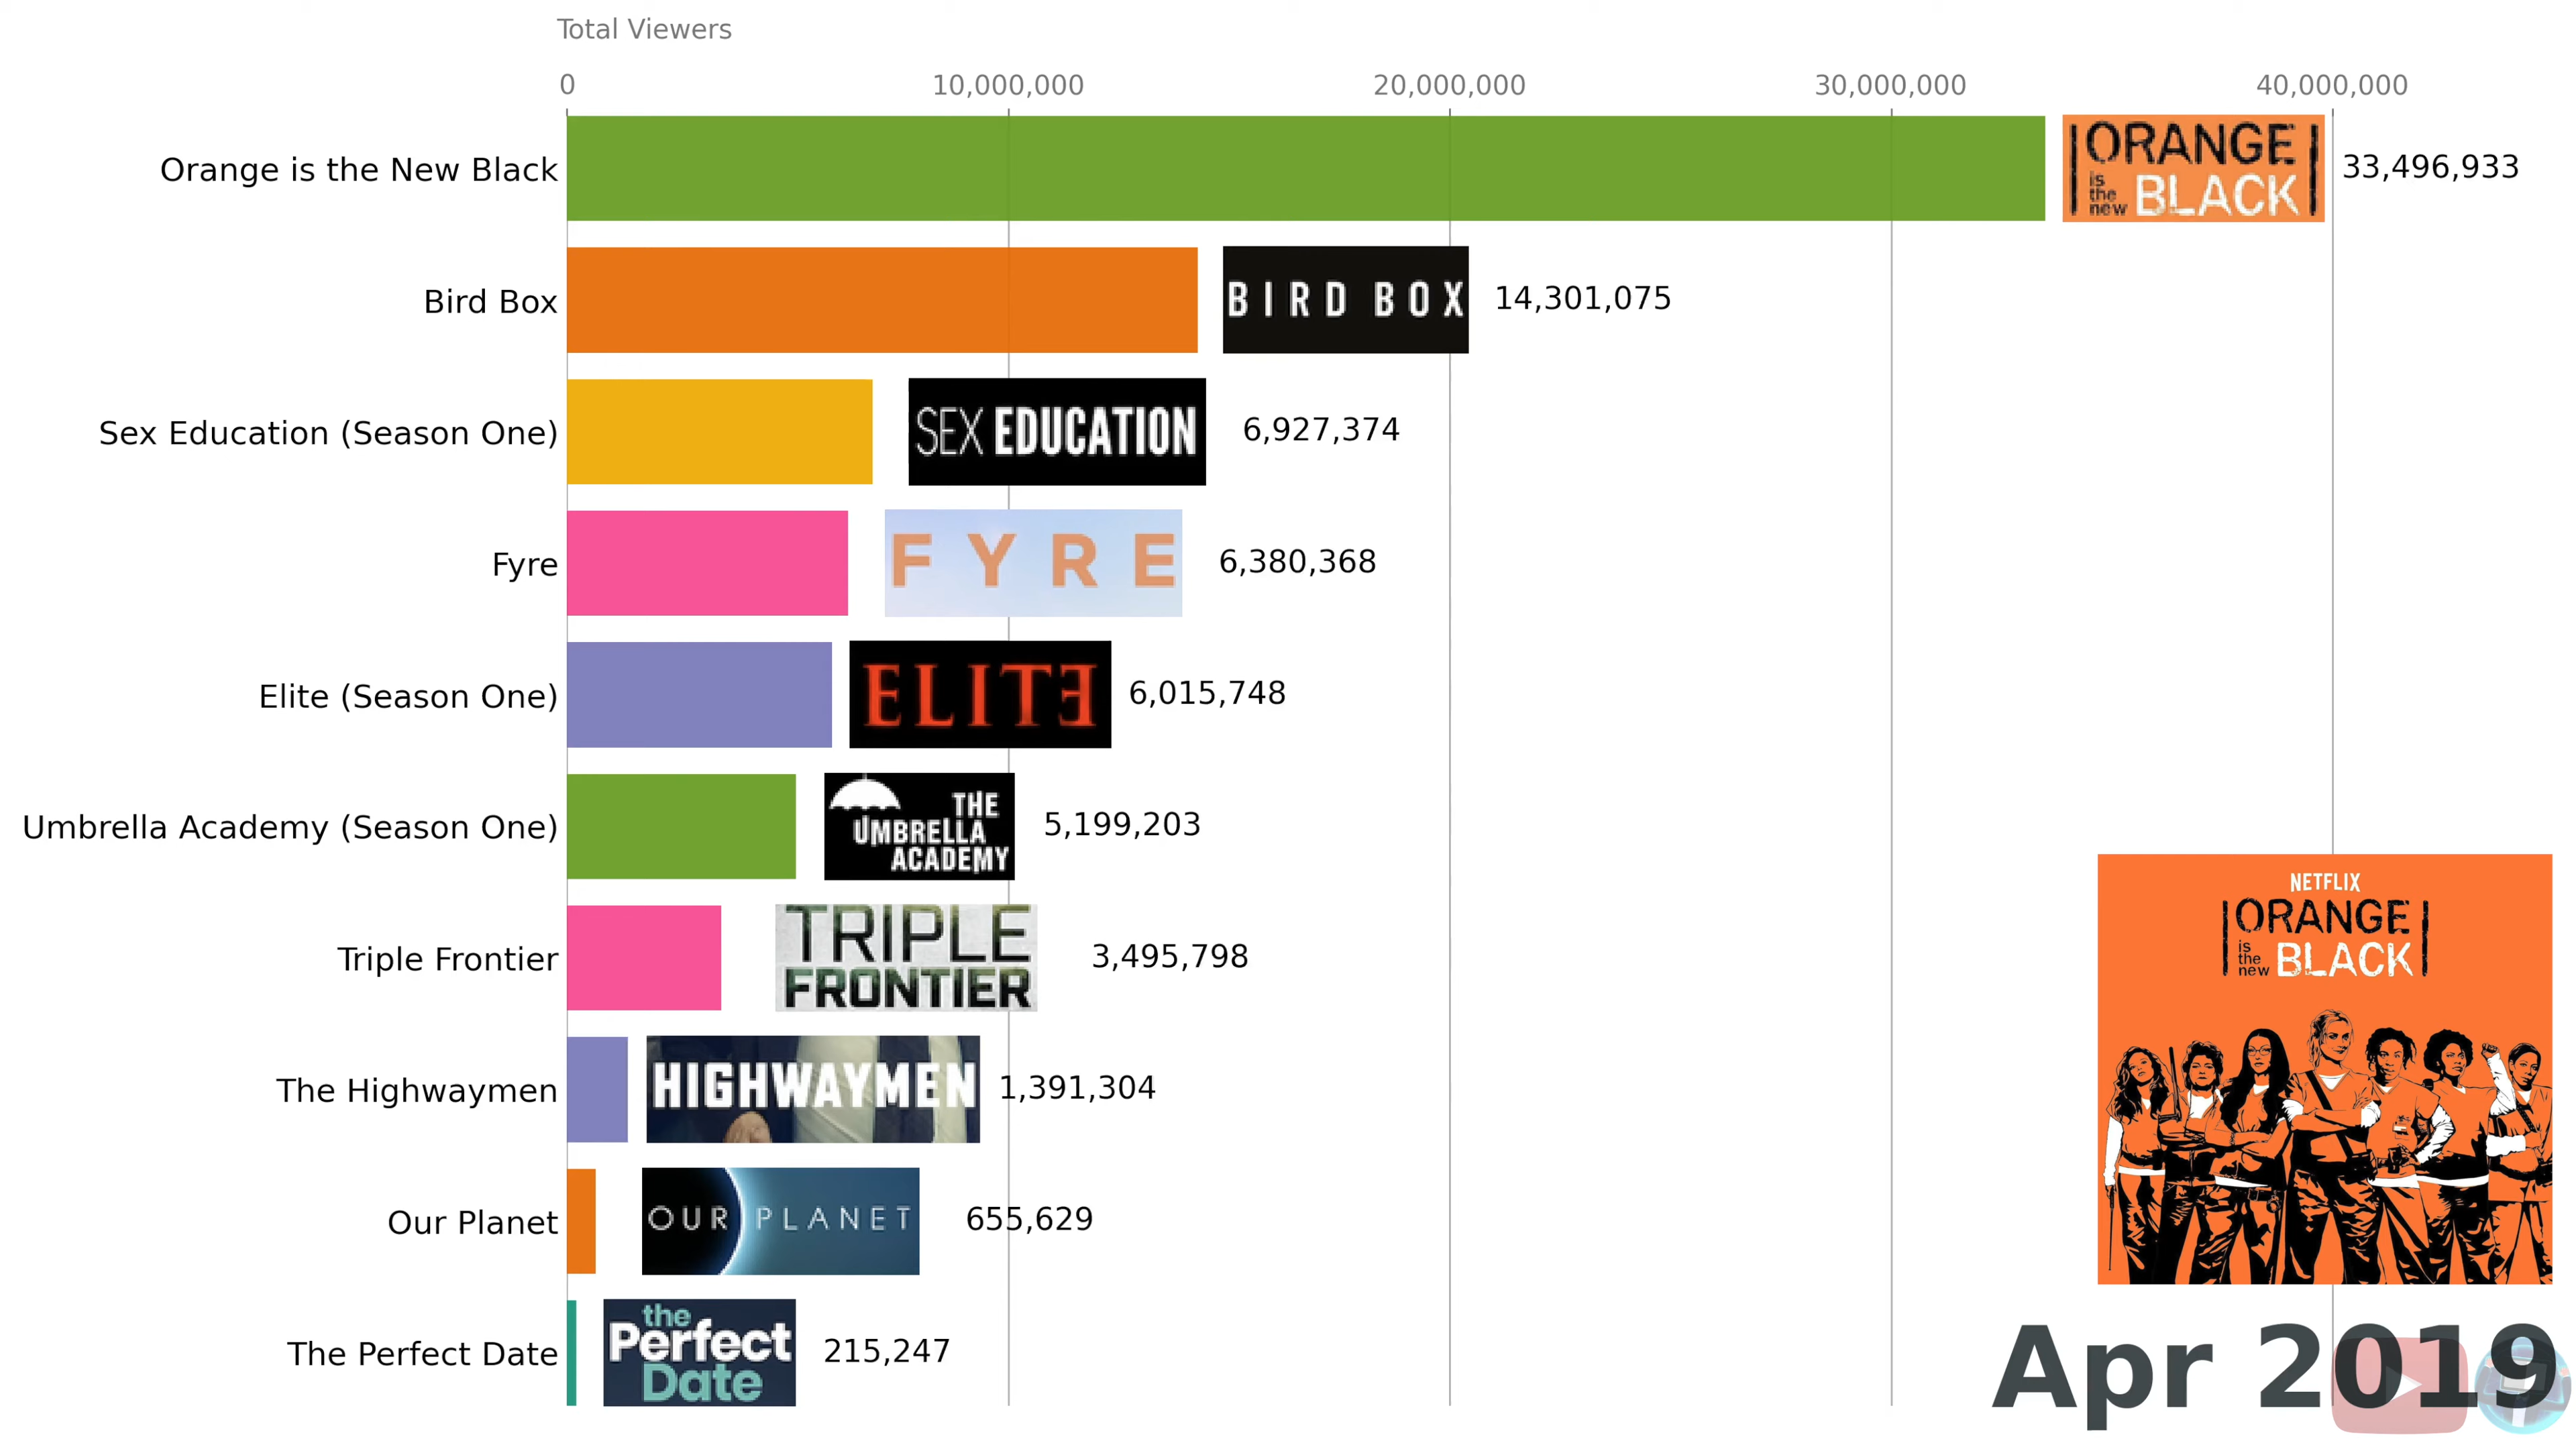 Total Viewers
0 10,000,000 20,000,000 30,000,000 40,000,000
Orange is the New Black
ORANGE
is
the
new BLACK
33,496,933
Bird Box
BIRD BOX
14,301,075
Sex Education (Season One)
SEX EDUCATION
6,927,374
Fyre
FYRE
6,380,368
Elite (Season One)
ELITE
6,015,748
Umbrella Academy (Season One)
THE
UMBRELLA
ACADEMY
5,199,203
Triple Frontier
TRIPLE
FRONTIER
3,495,798
The Highwaymen
HIGHWAYMEN
1,391,304
Our Planet
OUR PLANET
655,629
The Perfect Date
the
Perfect
Date
215,247
NETFLIX
ORANGE
is
the
new BLACK
Apr 2019